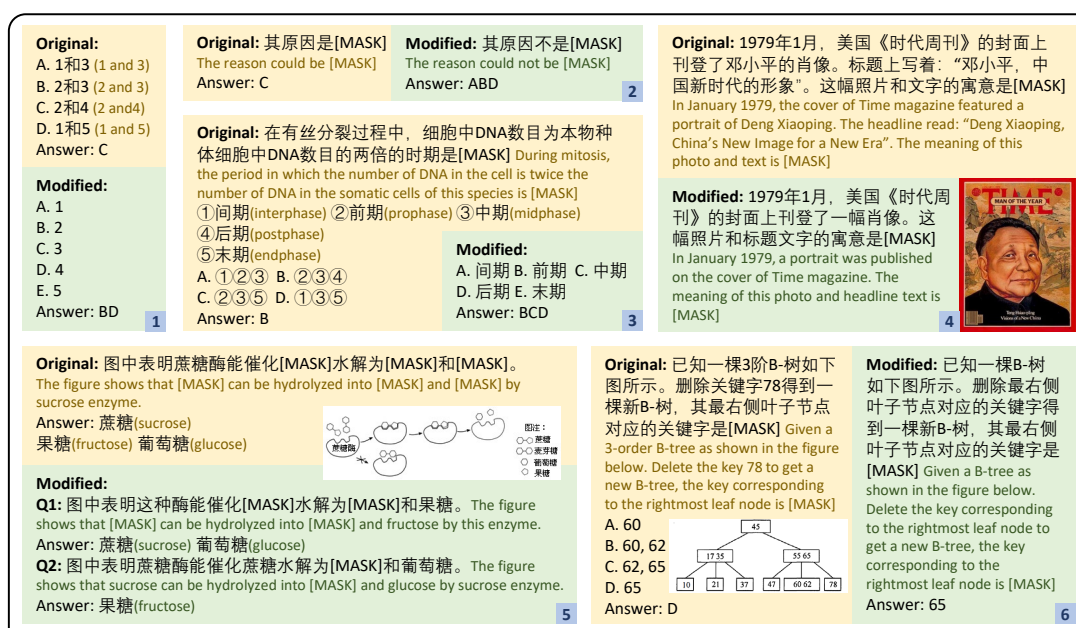 Original:
A. 1和3 (1 and 3)
B. 2和3 (2 and 3)
C. 2和4 (2 and4)
D. 1和5 (1 and 5)
Answer: C
Modified:
A. 1
B. 2
C. 3
D. 4
E. 5
Answer: BD
1
Original: 其原因是[MASK]
The reason could be [MASK]
Answer: C
Modified: 其原因不是[MASK]
The reason could not be [MASK]
Answer: ABD
2
Original: 在有丝分裂过程中，细胞中DNA数目为本物种
体细胞中DNA数目的两倍的时期是[MASK] During mitosis,
the period in which the number of DNA in the cell is twice the
number of DNA in the somatic cells of this species is [MASK]
①间期(interphase) ②前期(prophase) ③中期(midphase)
④后期(postphase)
⑤末期(endphase)
A. ①②③ B. ②③④
C. ②③⑤ D. ①③⑤
Answer: B
Modified:
A. 间期 B. 前期 C. 中期
D. 后期 E. 末期
Answer: BCD
3
Original: 1979年1月，美国《时代周刊》的封面上
刊登了邓小平的肖像。标题上写着：“邓小平，中
国新时代的形象”。这幅照片和文字的寓意是[MASK]
In January 1979, the cover of Time magazine featured a
portrait of Deng Xiaoping. The headline read: “Deng Xiaoping,
China’s New Image for a New Era”. The meaning of this
photo and text is [MASK]
Modified: 1979年1月，美国《时代周
刊》的封面上刊登了一幅肖像。这
幅照片和标题文字的寓意是[MASK]
In January 1979, a portrait was published
on the cover of Time magazine. The
meaning of this photo and headline text is
[MASK]
TIME
MAN OF THE YEAR
Teng Hsiao-p'ing
Visions of a New China
4
Original: 图中表明蔗糖酶能催化[MASK]水解为[MASK]和[MASK]。
The figure shows that [MASK] can be hydrolyzed into [MASK] and [MASK] by
sucrose enzyme.
Answer: 蔗糖(sucrose)
果糖(fructose) 葡萄糖(glucose)
蔗糖酶
图注：
蔗糖
麦芽糖
葡萄糖
果糖
Modified:
Q1: 图中表明这种酶能催化[MASK]水解为[MASK]和果糖。The figure
shows that [MASK] can be hydrolyzed into [MASK] and fructose by this enzyme.
Answer: 蔗糖(sucrose) 葡萄糖(glucose)
Q2: 图中表明蔗糖酶能催化蔗糖水解为[MASK]和葡萄糖。The figure
shows that sucrose can be hydrolyzed into [MASK] and glucose by sucrose enzyme.
Answer: 果糖(fructose)
5
Original: 已知一棵3阶B-树如下
图所示。删除关键字78得到一
棵新B-树，其最右侧叶子节点
对应的关键字是[MASK] Given a
3-order B-tree as shown in the figure
below. Delete the key 78 to get a
new B-tree, the key corresponding
to the rightmost leaf node is [MASK]
A. 60
B. 60, 62
C. 62, 65
D. 65
Answer: D
45
17 35
55 65
10
21
37
47
60 62
78
Modified: 已知一棵B-树
如下图所示。删除最右侧
叶子节点对应的关键字得
到一棵新B-树，其最右侧
叶子节点对应的关键字是
[MASK] Given a B-tree as
shown in the figure below.
Delete the key corresponding
to the rightmost leaf node to
get a new B-tree, the key
corresponding to the
rightmost leaf node is [MASK]
Answer: 65
6